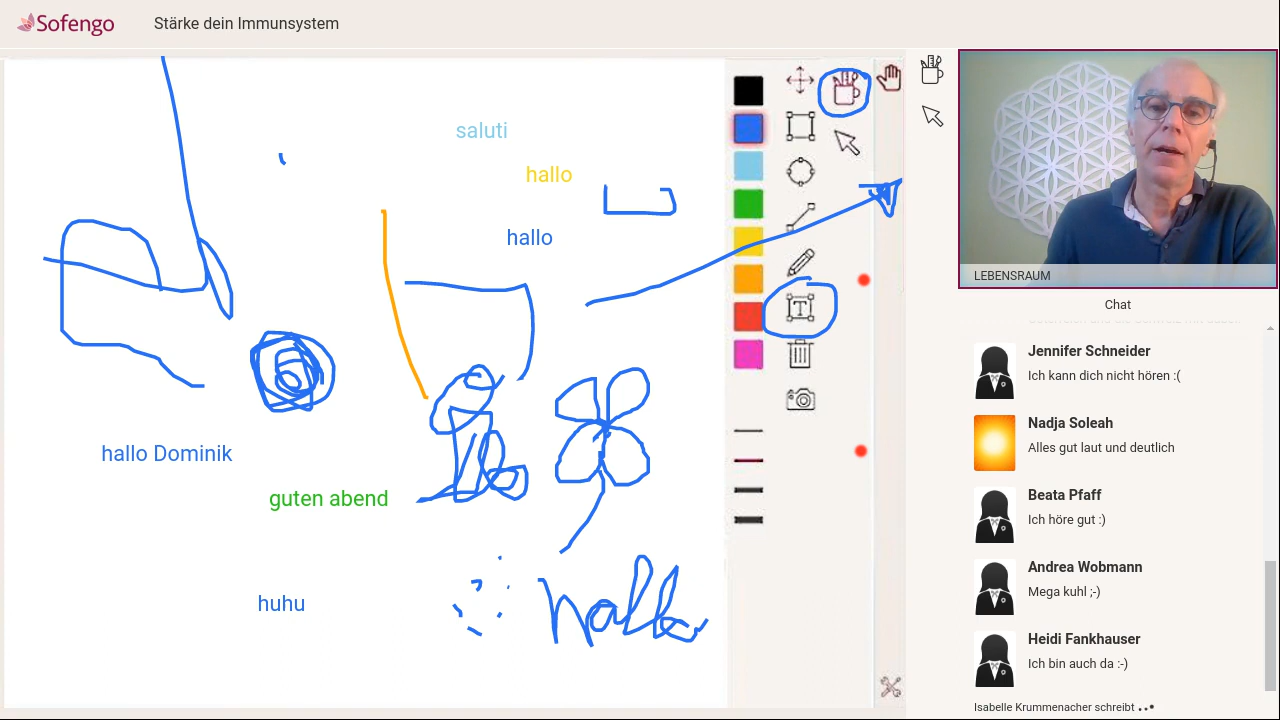 Sofengo
Stärke dein Immunsystem
saluti
hallo
hallo
hallo Dominik
guten abend
huhu
hallo
T
LEBENSRAUM
Chat
Jennifer Schneider
Ich kann dich nicht hören :(
Nadja Soleah
Alles gut laut und deutlich
Beata Pfaff
Ich höre gut :)
Andrea Wobmann
Mega kuhl ;-)
Heidi Fankhauser
Ich bin auch da :-)
Isabelle Krummenacher schreibt